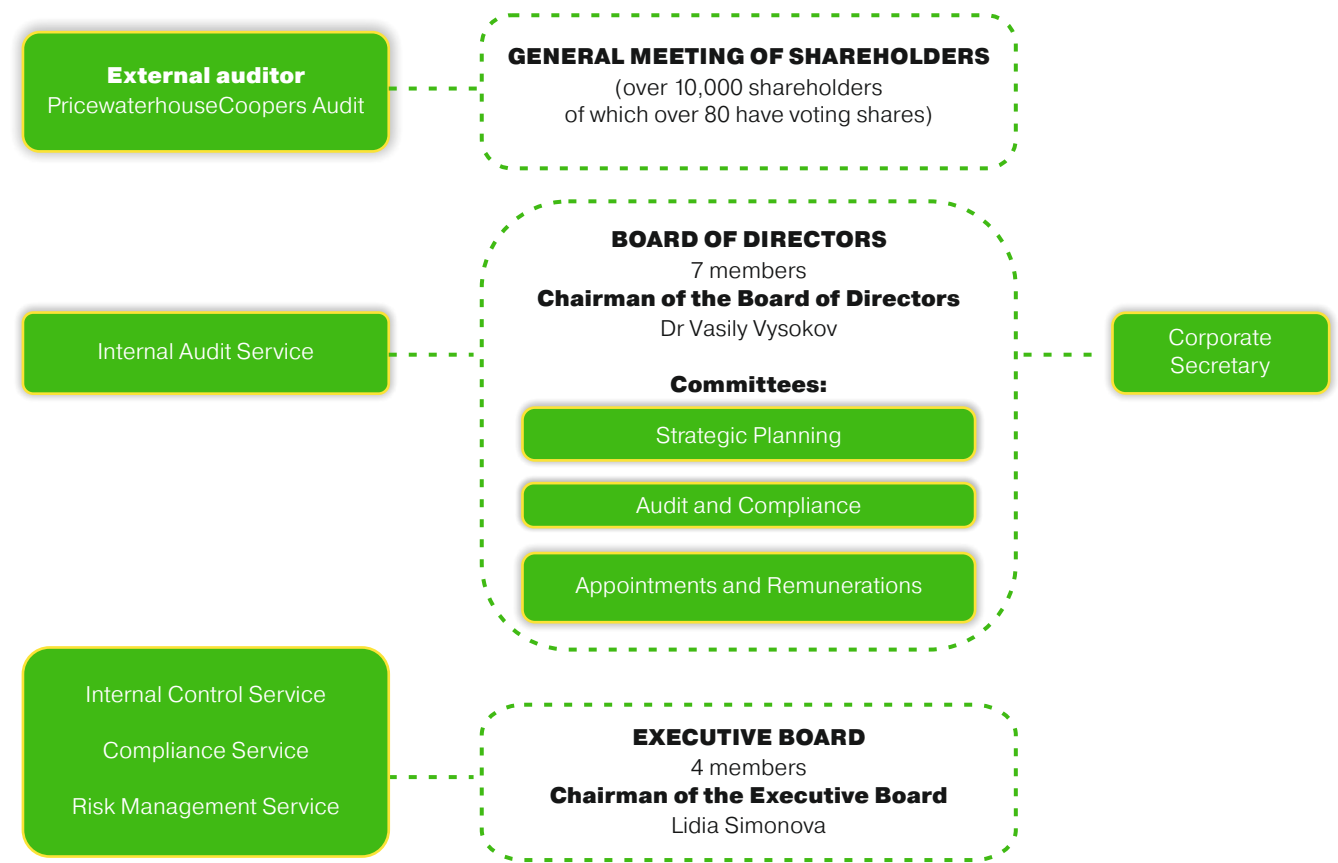 External auditor
PricewaterhouseCoopers Audit
GENERAL MEETING OF SHAREHOLDERS
(over 10,000 shareholders
of which over 80 have voting shares)
Internal Audit Service
BOARD OF DIRECTORS
7 members
Chairman of the Board of Directors
Dr Vasily Vysokov
Committees:
Strategic Planning
Audit and Compliance
Appointments and Remunerations
Corporate
Secretary
Internal Control Service
Compliance Service
Risk Management Service
EXECUTIVE BOARD
4 members
Chairman of the Executive Board
Lidia Simonova